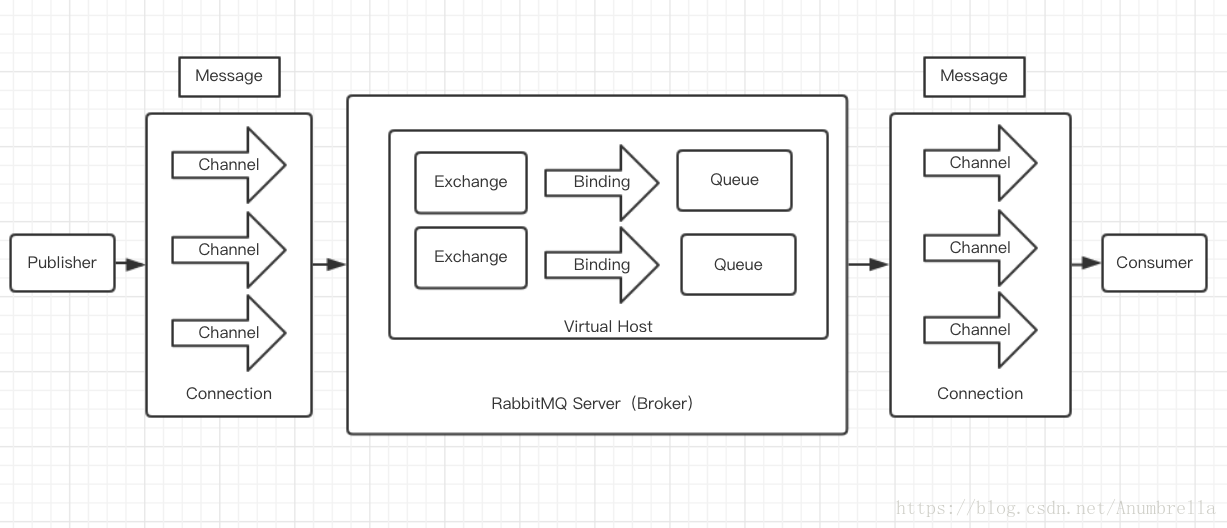 Message
Message
Channel
Channel
Channel
Connection
Publisher
Exchange
Binding
Queue
Exchange
Binding
Queue
Virtual Host
RabbitMQ Server（Broker）
Channel
Channel
Channel
Connection
Consumer
https://blog.csdn.net/Anumbrella